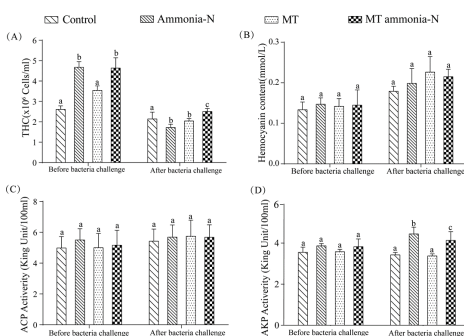 Control Ammonia-N MT MT ammonia-N
(A)
THC(x10⁶ Cells/ml)
6
5
4
3
2
1
0
a b a b a b b c
Before bacteria challenge After bacteria challenge
(B)
Hemocyanin content(mmol/L)
0.3
0.2
0.1
0.0
a a a a a a a a
Before bacteria challenge After bacteria challenge
(C)
ACP Activerity (King Unit/100ml)
8
6
4
2
0
a a a a a a a a
Before bacteria challenge After bacteria challenge
(D)
AKP Activerity (King Unit/100ml)
6
4
2
0
a a a a a b a c
Before bacteria challenge After bacteria challenge